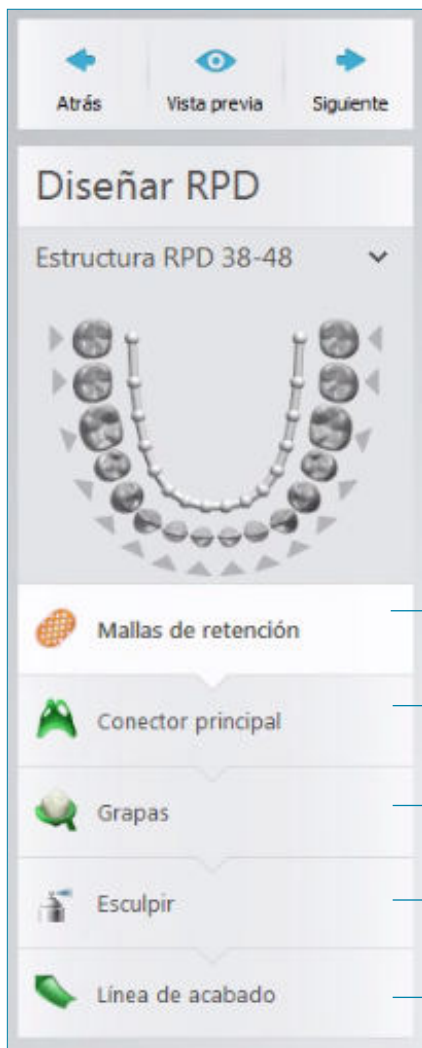 Atrás
Vista previa
Siguiente
Diseñar RPD
Estructura RPD 38-48
Mallas de retención
Conector principal
Grapas
Esculpir
Línea de acabado